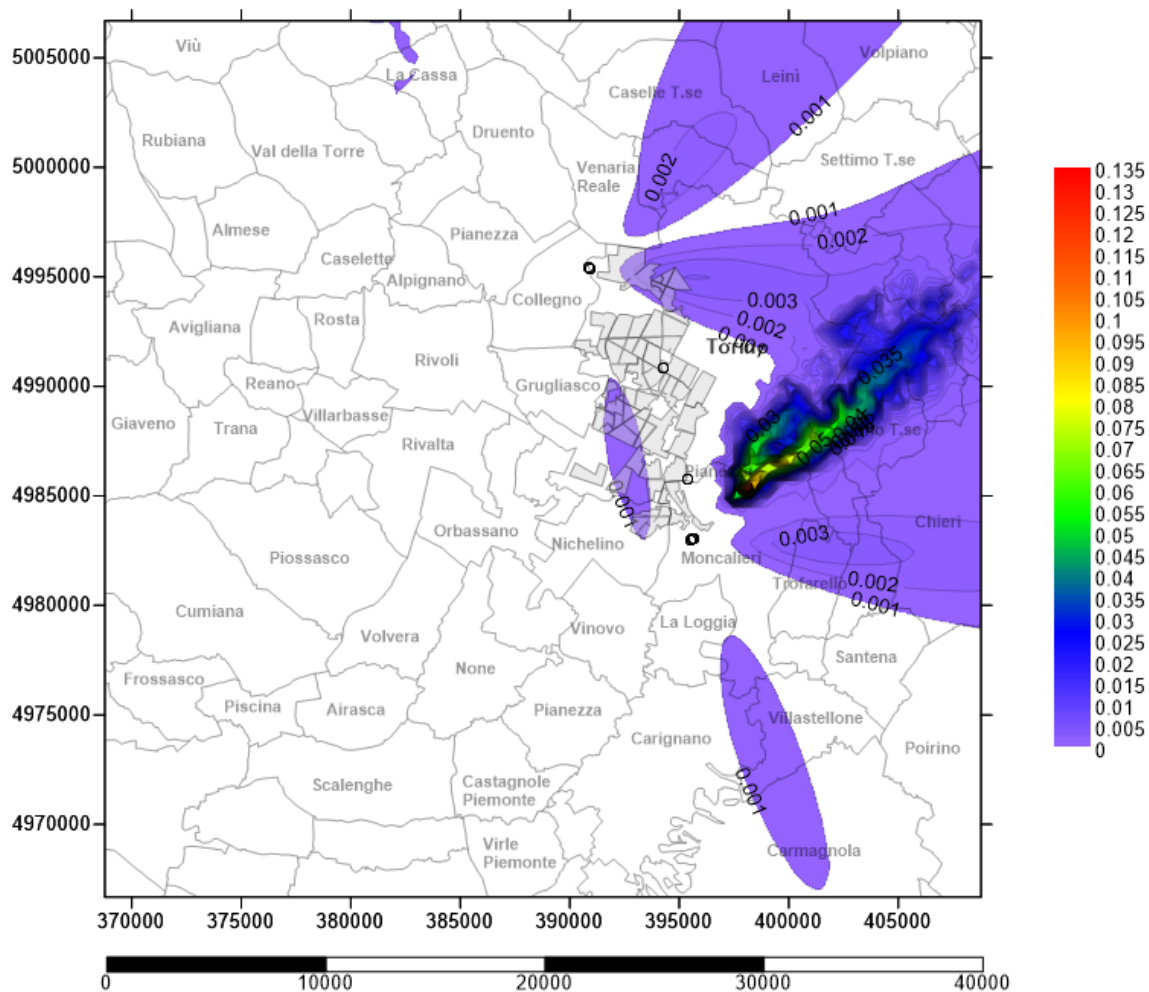 5005000
5000000
4995000
4990000
4985000
4980000
4975000
4970000
Viù
La Cassa
Caselle T.se
Leinì
Volpiano
0.001
Rubiana
Val della Torre
Druento
Venaria
Reale
0.002
Settimo T.se
0.001
0.002
Almese
Caselette
Pianezza
Alpignano
Collegno
0.003
0.002
0.001
Torino
Avigliana
Rosta
Rivoli
Grugliasco
Reano
Villarbasse
Giaveno
Trana
Rivalta
0.035
0.03
0.05
0.04
T.se
0.001
Orbassano
Nichelino
Moncalieri
Chieri
0.003
Trofarello
0.002
0.001
Piossasco
Cumiana
Volvera
Vinovo
La Loggia
Santena
None
Frossasco
Piscina
Airasca
Pianezza
Carignano
Villastellone
Poirino
Scalenghe
Castagnole
Piemonte
0.001
Virle
Piemonte
Carmagnola
370000 375000 380000 385000 390000 395000 400000 405000
0 10000 20000 30000 40000
0.135
0.125
0.115
0.105
0.1
0.095
0.09
0.085
0.08
0.075
0.07
0.065
0.06
0.055
0.05
0.045
0.04
0.035
0.03
0.025
0.02
0.015
0.01
0.005
0